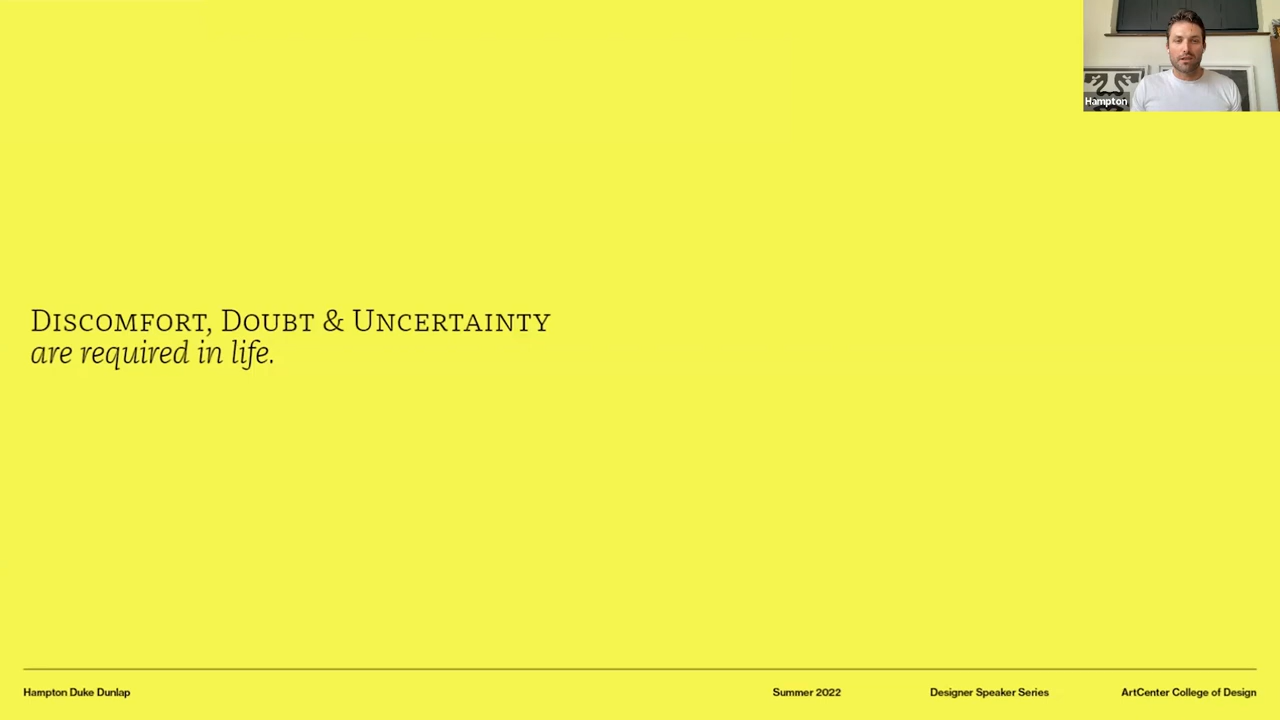 Hampton
Discomfort, Doubt & Uncertainty
are required in life.
Hampton Duke Dunlap
Summer 2022
Designer Speaker Series
ArtCenter College of Design